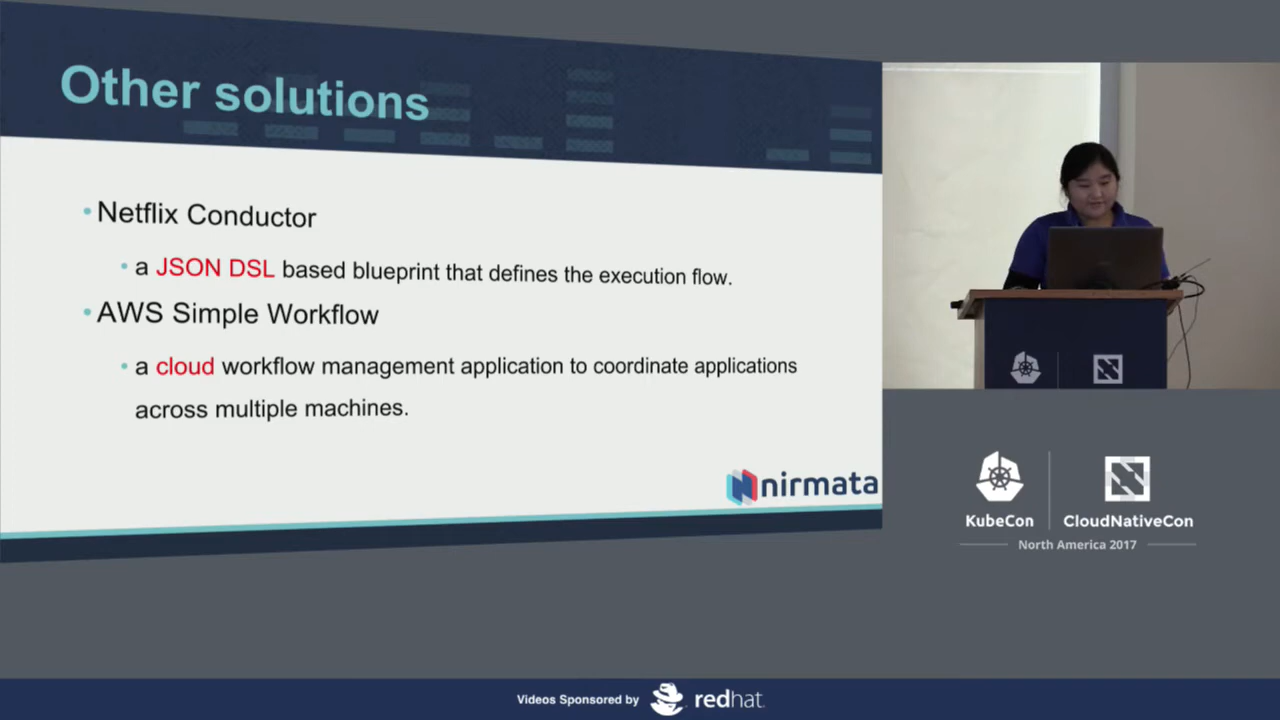 Other solutions
• Netflix Conductor
• a JSON DSL based blueprint that defines the execution flow.
• AWS Simple Workflow
• a cloud workflow management application to coordinate applications
across multiple machines.
nirmata
KubeCon
CloudNativeCon
North America 2017
Videos Sponsored by redhat.